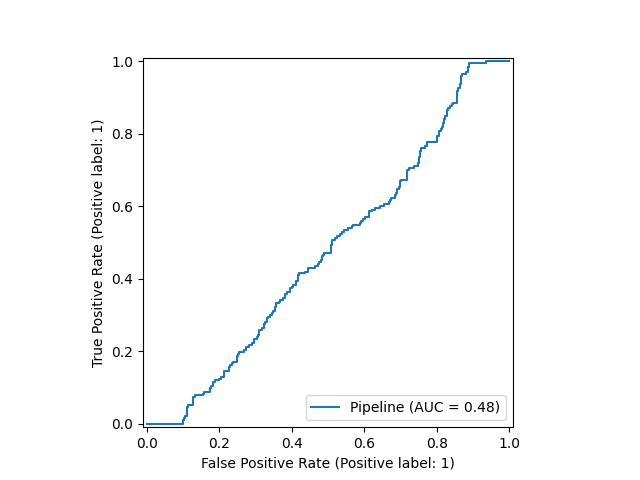 1.0
0.8
0.6
0.4
0.2
0.0
True Positive Rate (Positive label: 1)
Pipeline (AUC = 0.48)
0.0 0.2 0.4 0.6 0.8 1.0
False Positive Rate (Positive label: 1)